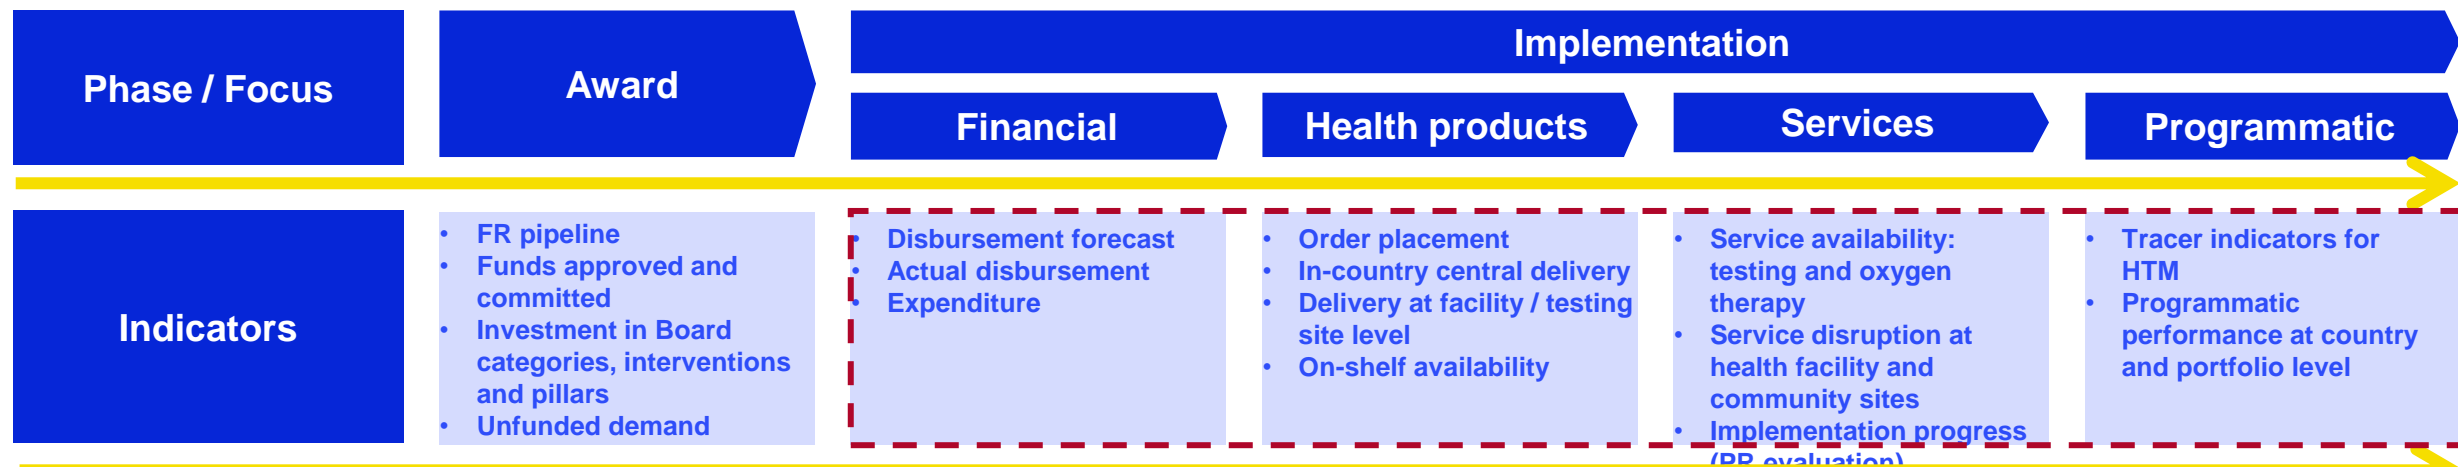 Phase / Focus
Award
Implementation
Financial
Health products
Services
Programmatic
Indicators
• FR pipeline
• Funds approved and
committed
• Investment in Board
categories, interventions
and pillars
• Unfunded demand
• Disbursement forecast
• Actual disbursement
• Expenditure
• Order placement
• In-country central delivery
• Delivery at facility / testing
site level
• On-shelf availability
• Service availability:
testing and oxygen
therapy
• Service disruption at
health facility and
community sites
• Implementation progress
(PR evaluation)
• Tracer indicators for
HTM
• Programmatic
performance at country
and portfolio level